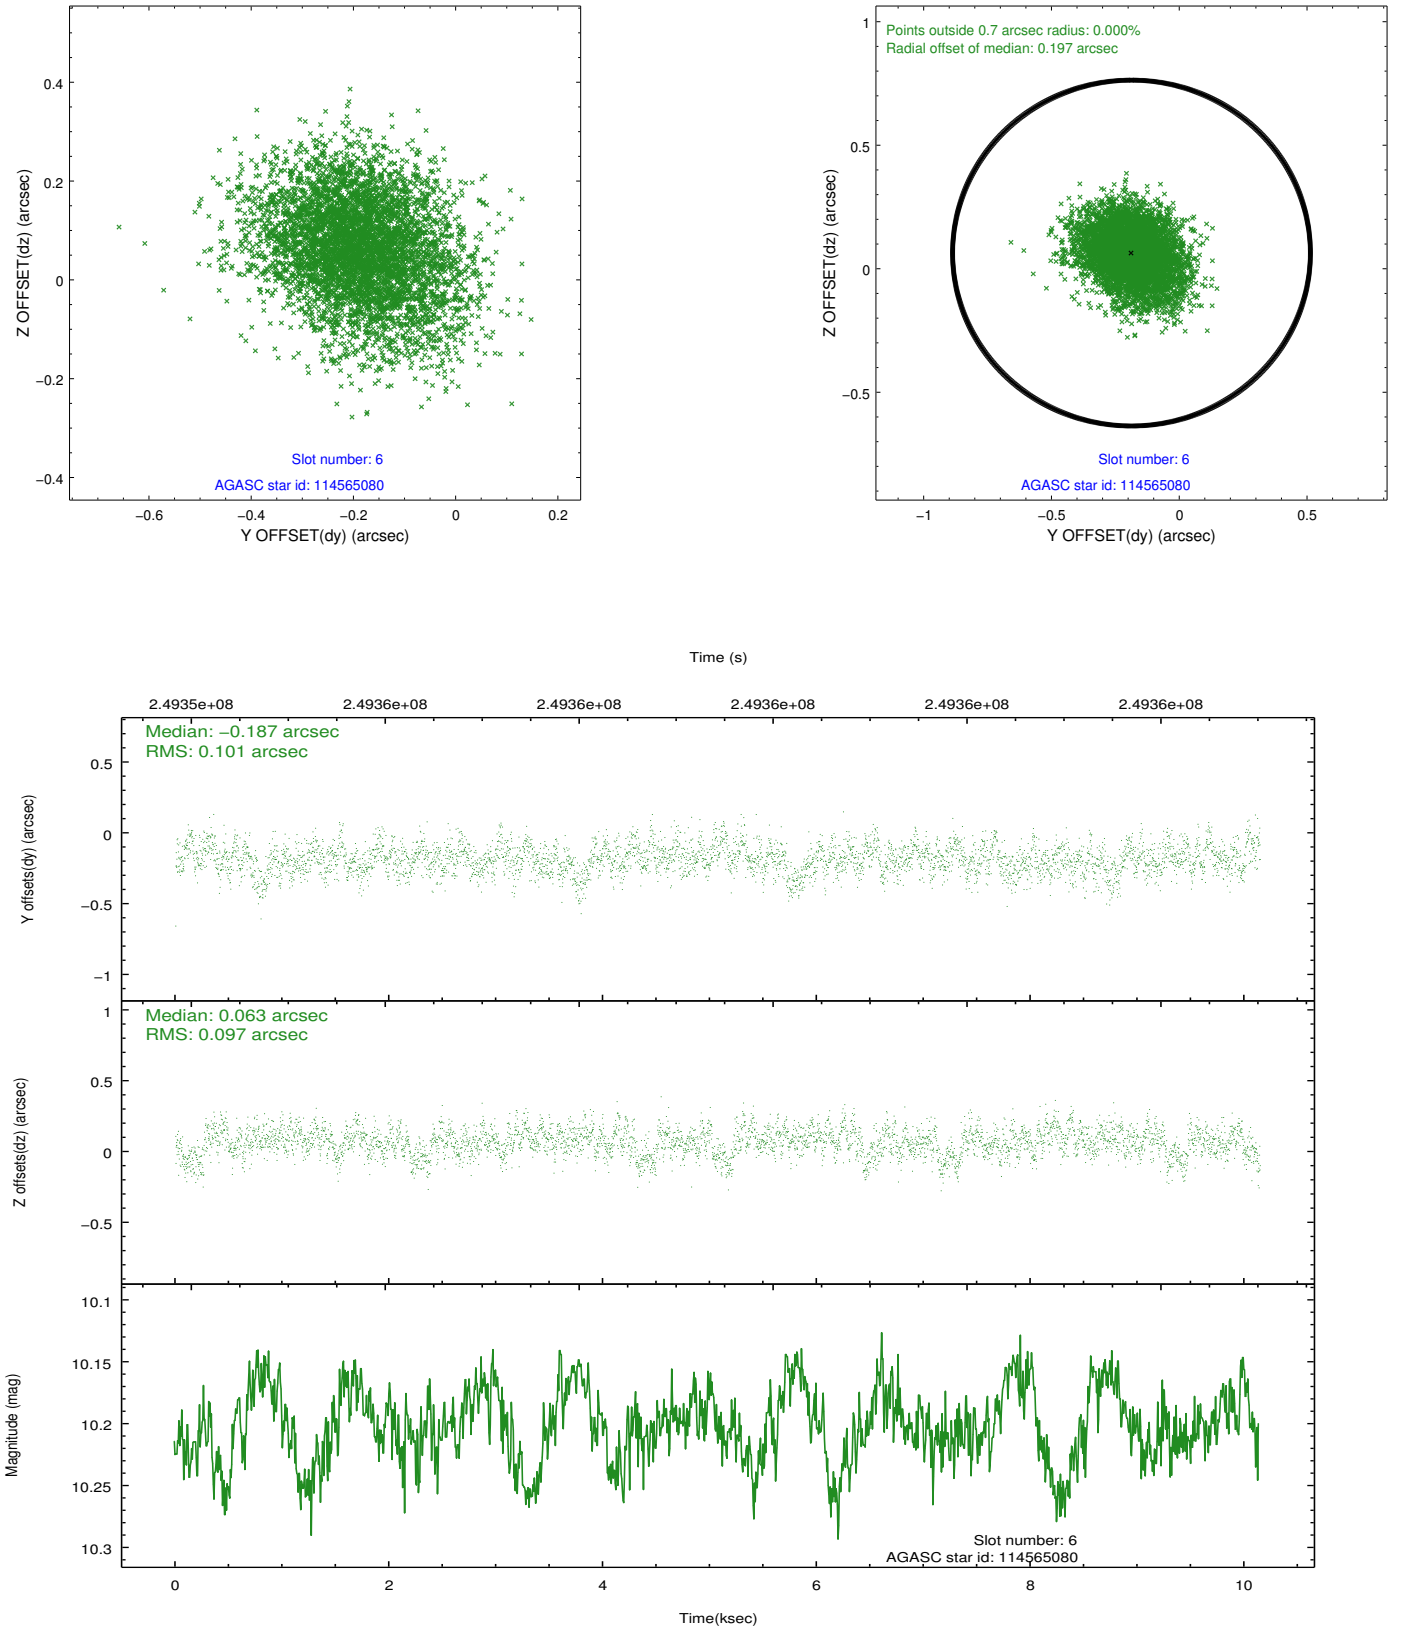 0.4
0.2
0
−0.2
−0.4
Z OFFSET(dz) (arcsec)
Slot number: 6
AGASC star id: 114565080
−0.6 −0.4 −0.2 0 0.2
Y OFFSET(dy) (arcsec)
Points outside 0.7 arcsec radius: 0.000%
Radial offset of median: 0.197 arcsec
1
0.5
0
−0.5
Z OFFSET(dz) (arcsec)
Slot number: 6
AGASC star id: 114565080
−1 −0.5 0 0.5
Y OFFSET(dy) (arcsec)
Time (s)
2.4935e+08 2.4936e+08 2.4936e+08 2.4936e+08 2.4936e+08 2.4936e+08
Median: −0.187 arcsec
RMS: 0.101 arcsec
0.5
0
−0.5
−1
Y offsets(dy) (arcsec)
Median: 0.063 arcsec
RMS: 0.097 arcsec
1
0.5
0
−0.5
Z offsets(dz) (arcsec)
10.1
10.15
10.2
10.25
10.3
Magnitude (mag)
Slot number: 6
AGASC star id: 114565080
0 2 4 6 8 10
Time(ksec)